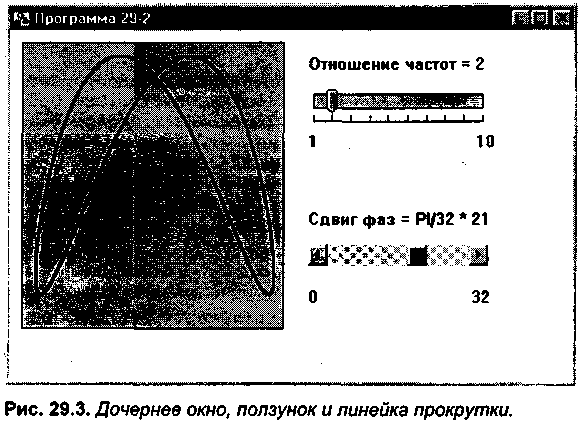 Программа 29-2
Отношение частот = 2
1 10
Сдвиг фаз = PI/32 * 21
0 32
Рис. 29.3. Дочернее окно, ползунок и линейка прокрутки.